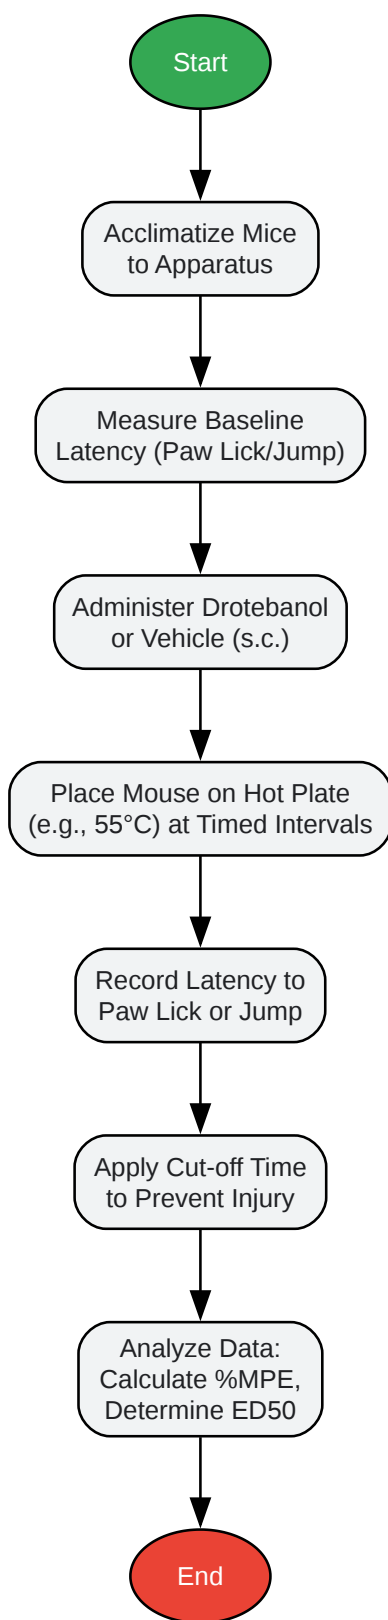 Start
Acclimatize Mice
to Apparatus
Measure Baseline
Latency (Paw Lick/Jump)
Administer Drotebanol
or Vehicle (s.c.)
Place Mouse on Hot Plate
(e.g., 55°C) at Timed Intervals
Record Latency to
Paw Lick or Jump
Apply Cut-off Time
to Prevent Injury
Analyze Data:
Calculate %MPE,
Determine ED50
End